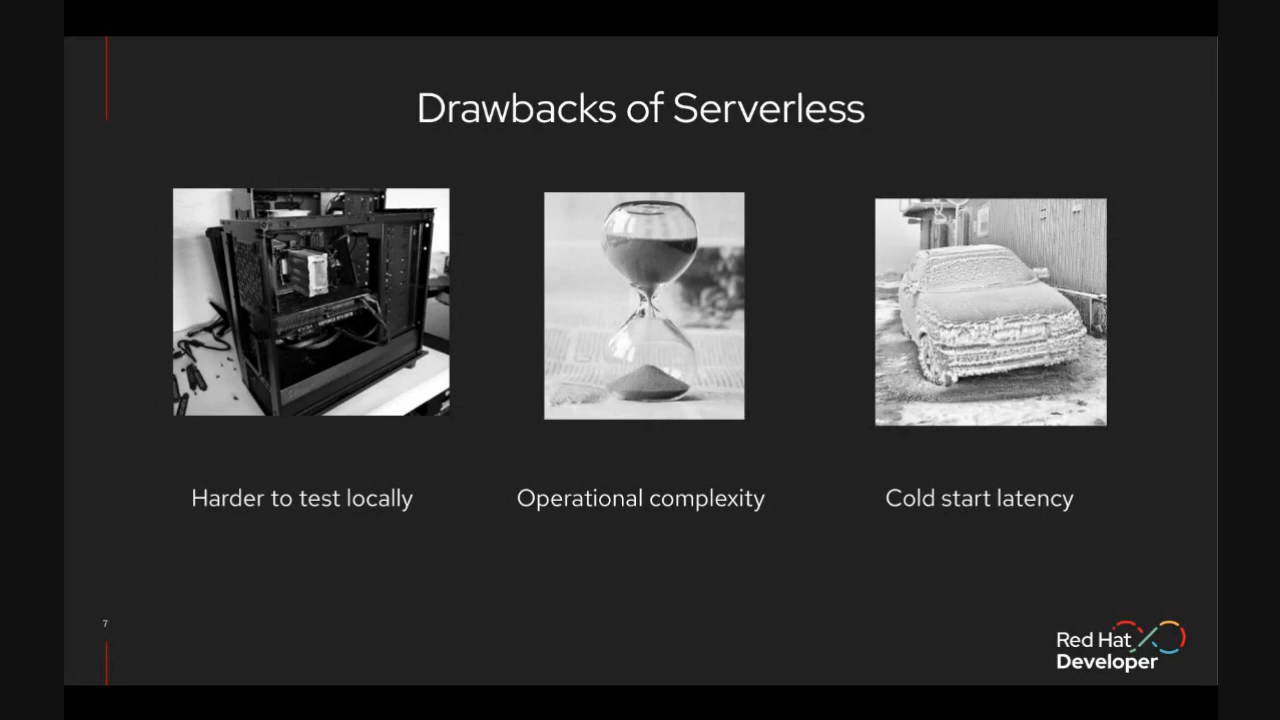 Drawbacks of Serverless
Harder to test locally
Operational complexity
Cold start latency
7
Red Hat
Developer